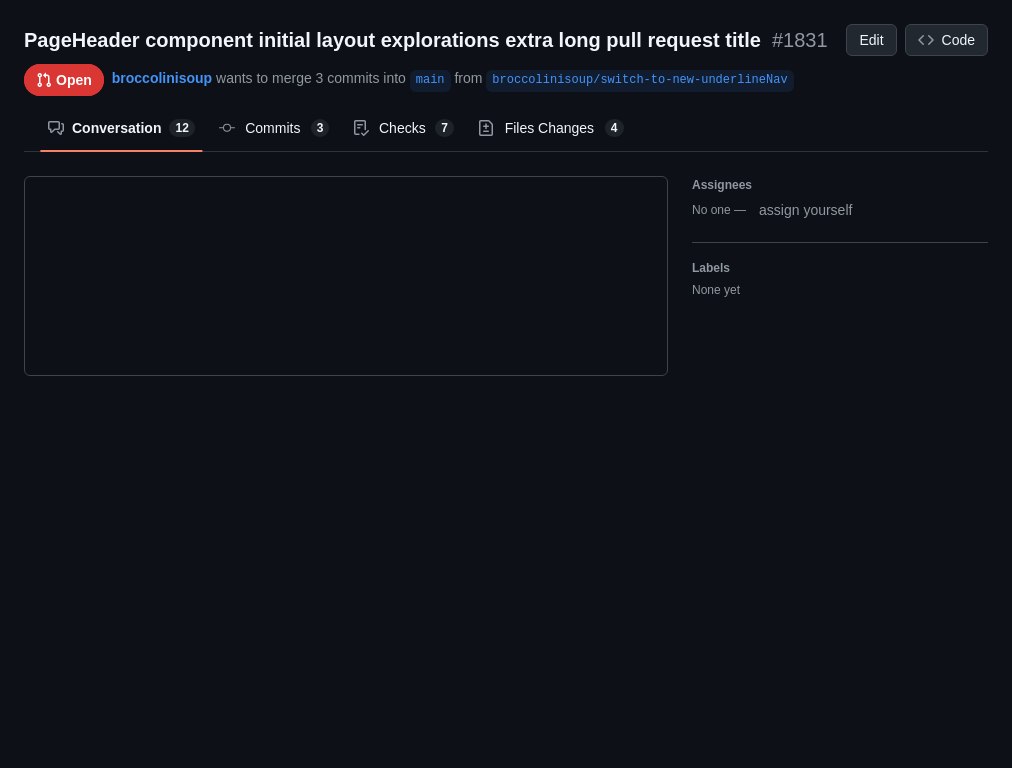 PageHeader component initial layout explorations extra long pull request title #1831 Edit Code
Open broccolinisoup wants to merge 3 commits into main from broccolinisoup/switch-to-new-underlineNav
Conversation 12 Commits 3 Checks 7 Files Changes 4
Assignees
No one — assign yourself
Labels
None yet